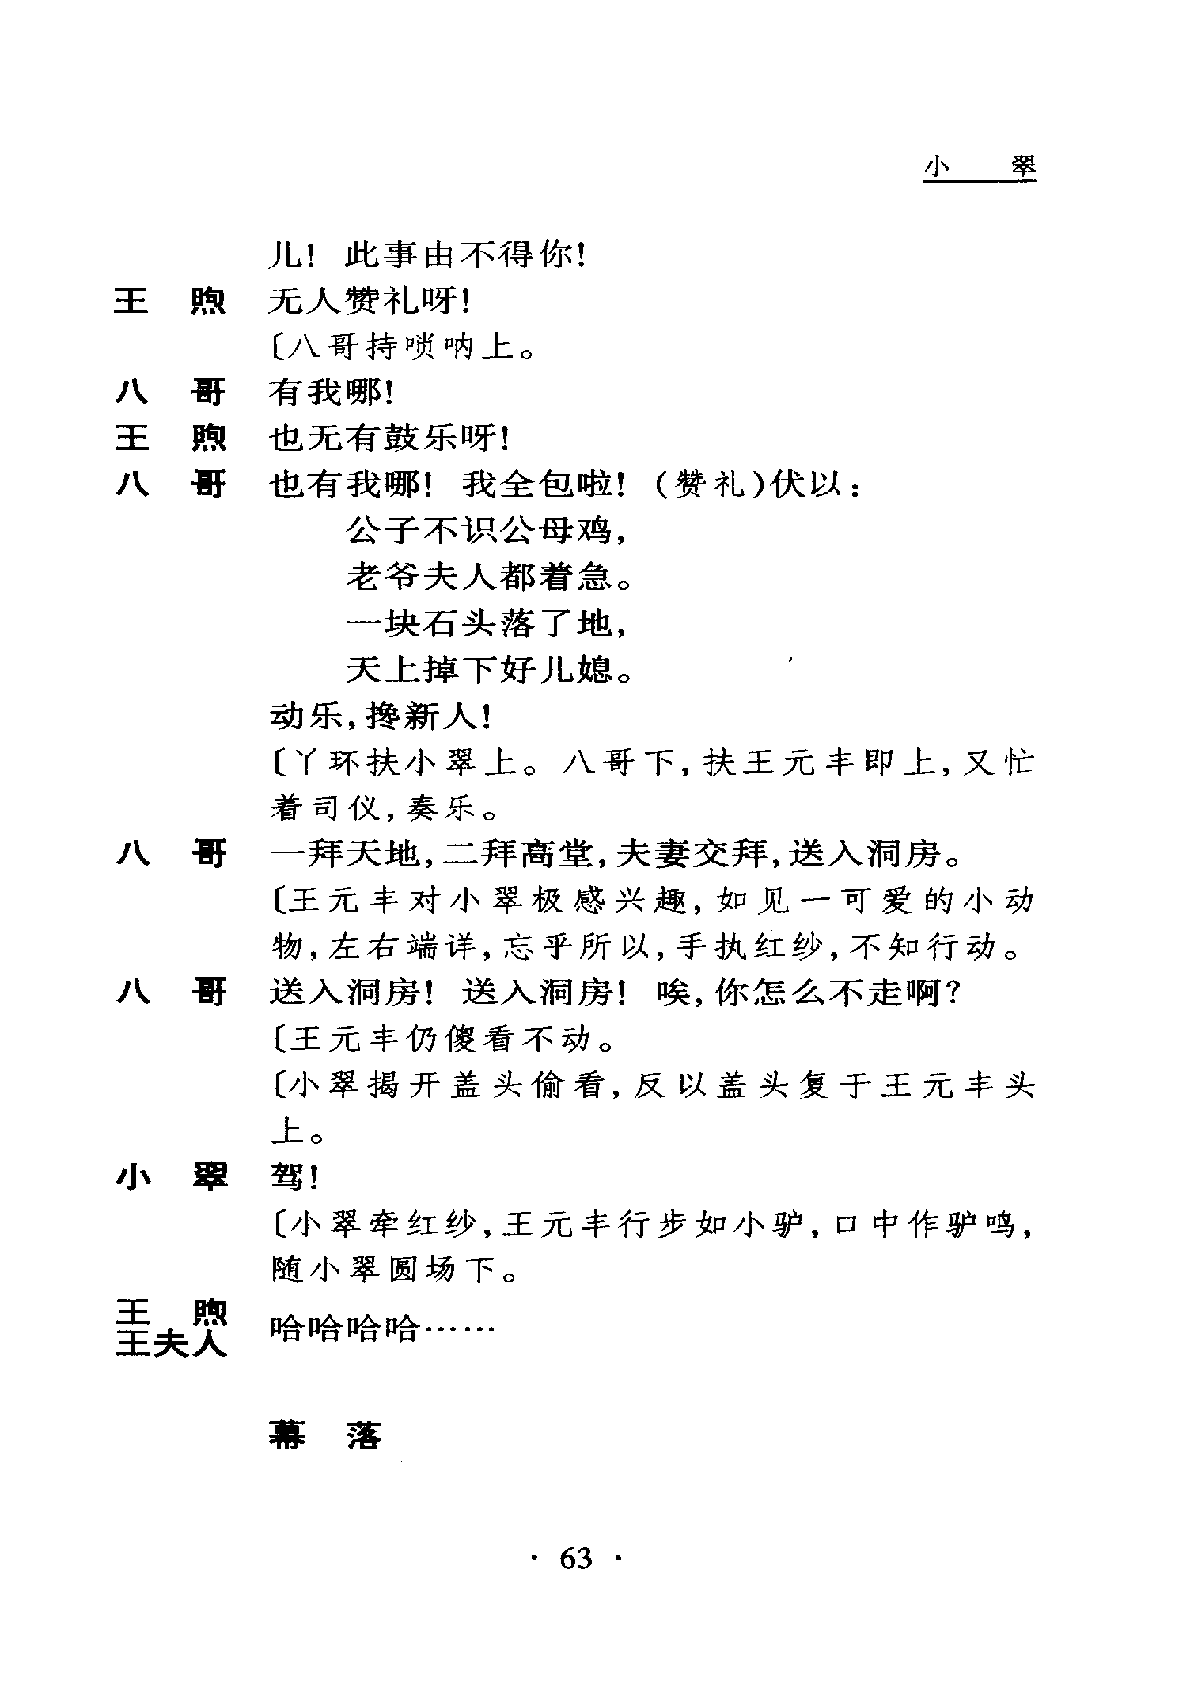 小　　翠
儿! 此事由不得你!
王　煦　无人赞礼呀!
〔八哥持唢呐上。
八　哥　有我哪!
王　煦　也无有鼓乐呀!
八　哥　也有我哪! 我全包啦! (赞礼)伏以:
公子不识公母鸡,
老爷夫人都着急。
一块石头落了地,
天上掉下好儿媳。
动乐,搀新人!
〔丫环扶小翠上。八哥下,扶王元丰即上,又忙
着司仪,奏乐。
八　哥　一拜天地,二拜高堂,夫妻交拜,送入洞房。
〔王元丰对小翠极感兴趣,如见一可爱的小动
物,左右端详,忘乎所以,手执红纱,不知行动。
八　哥　送入洞房! 送入洞房! 唉,你怎么不走啊?
〔王元丰仍傻看不动。
〔小翠揭开盖头偷看,反以盖头复于王元丰头
上。
小　翠　驾!
〔小翠牵红纱,王元丰行步如小驴,口中作驴鸣,
随小翠圆场下。
王　煦
王夫人　哈哈哈哈……
幕　落
· 63 ·